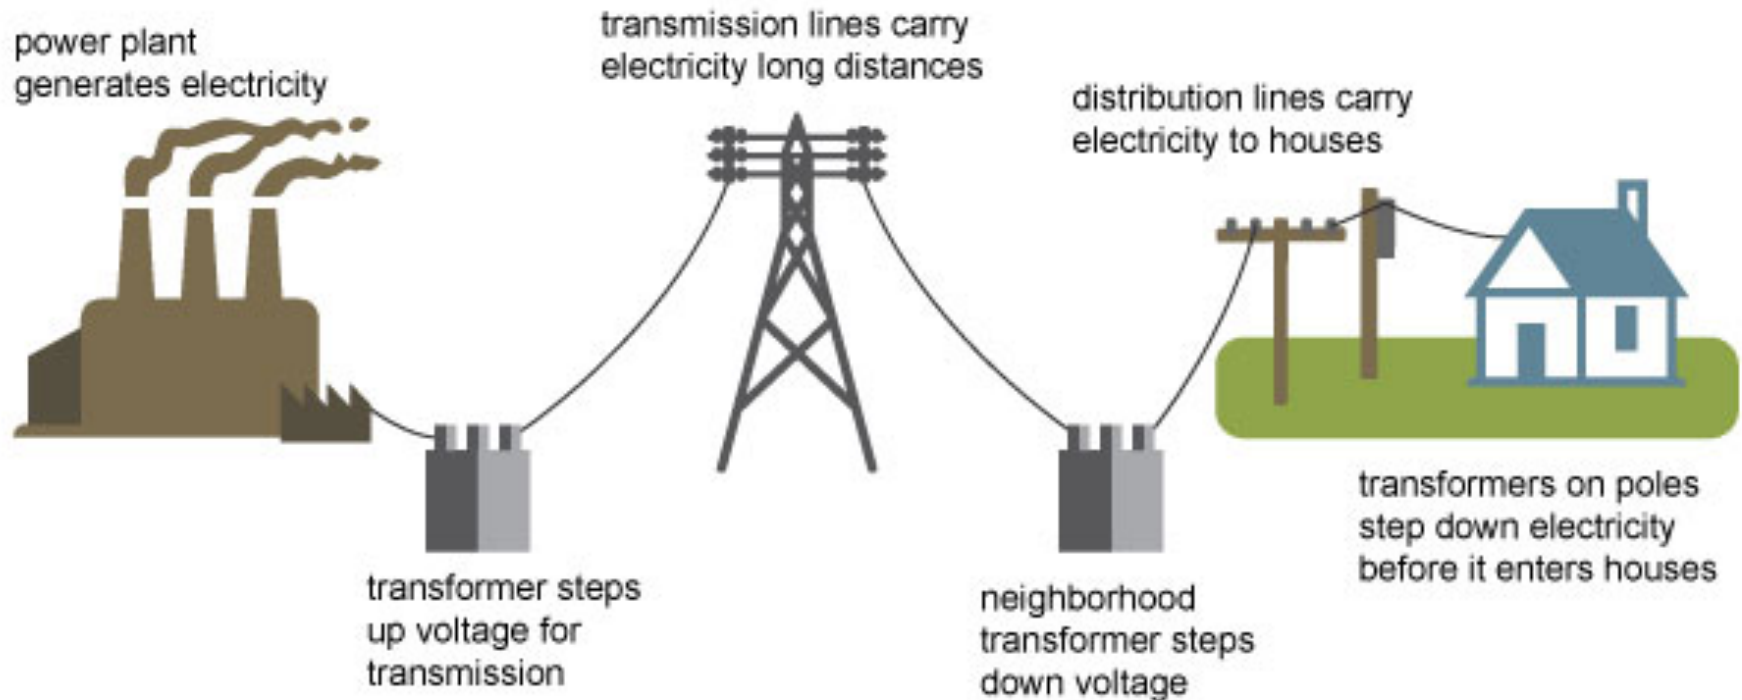 power plant
generates electricity
transformer steps
up voltage for
transmission
transmission lines carry
electricity long distances
neighborhood
transformer steps
down voltage
distribution lines carry
electricity to houses
transformers on poles
step down electricity
before it enters houses